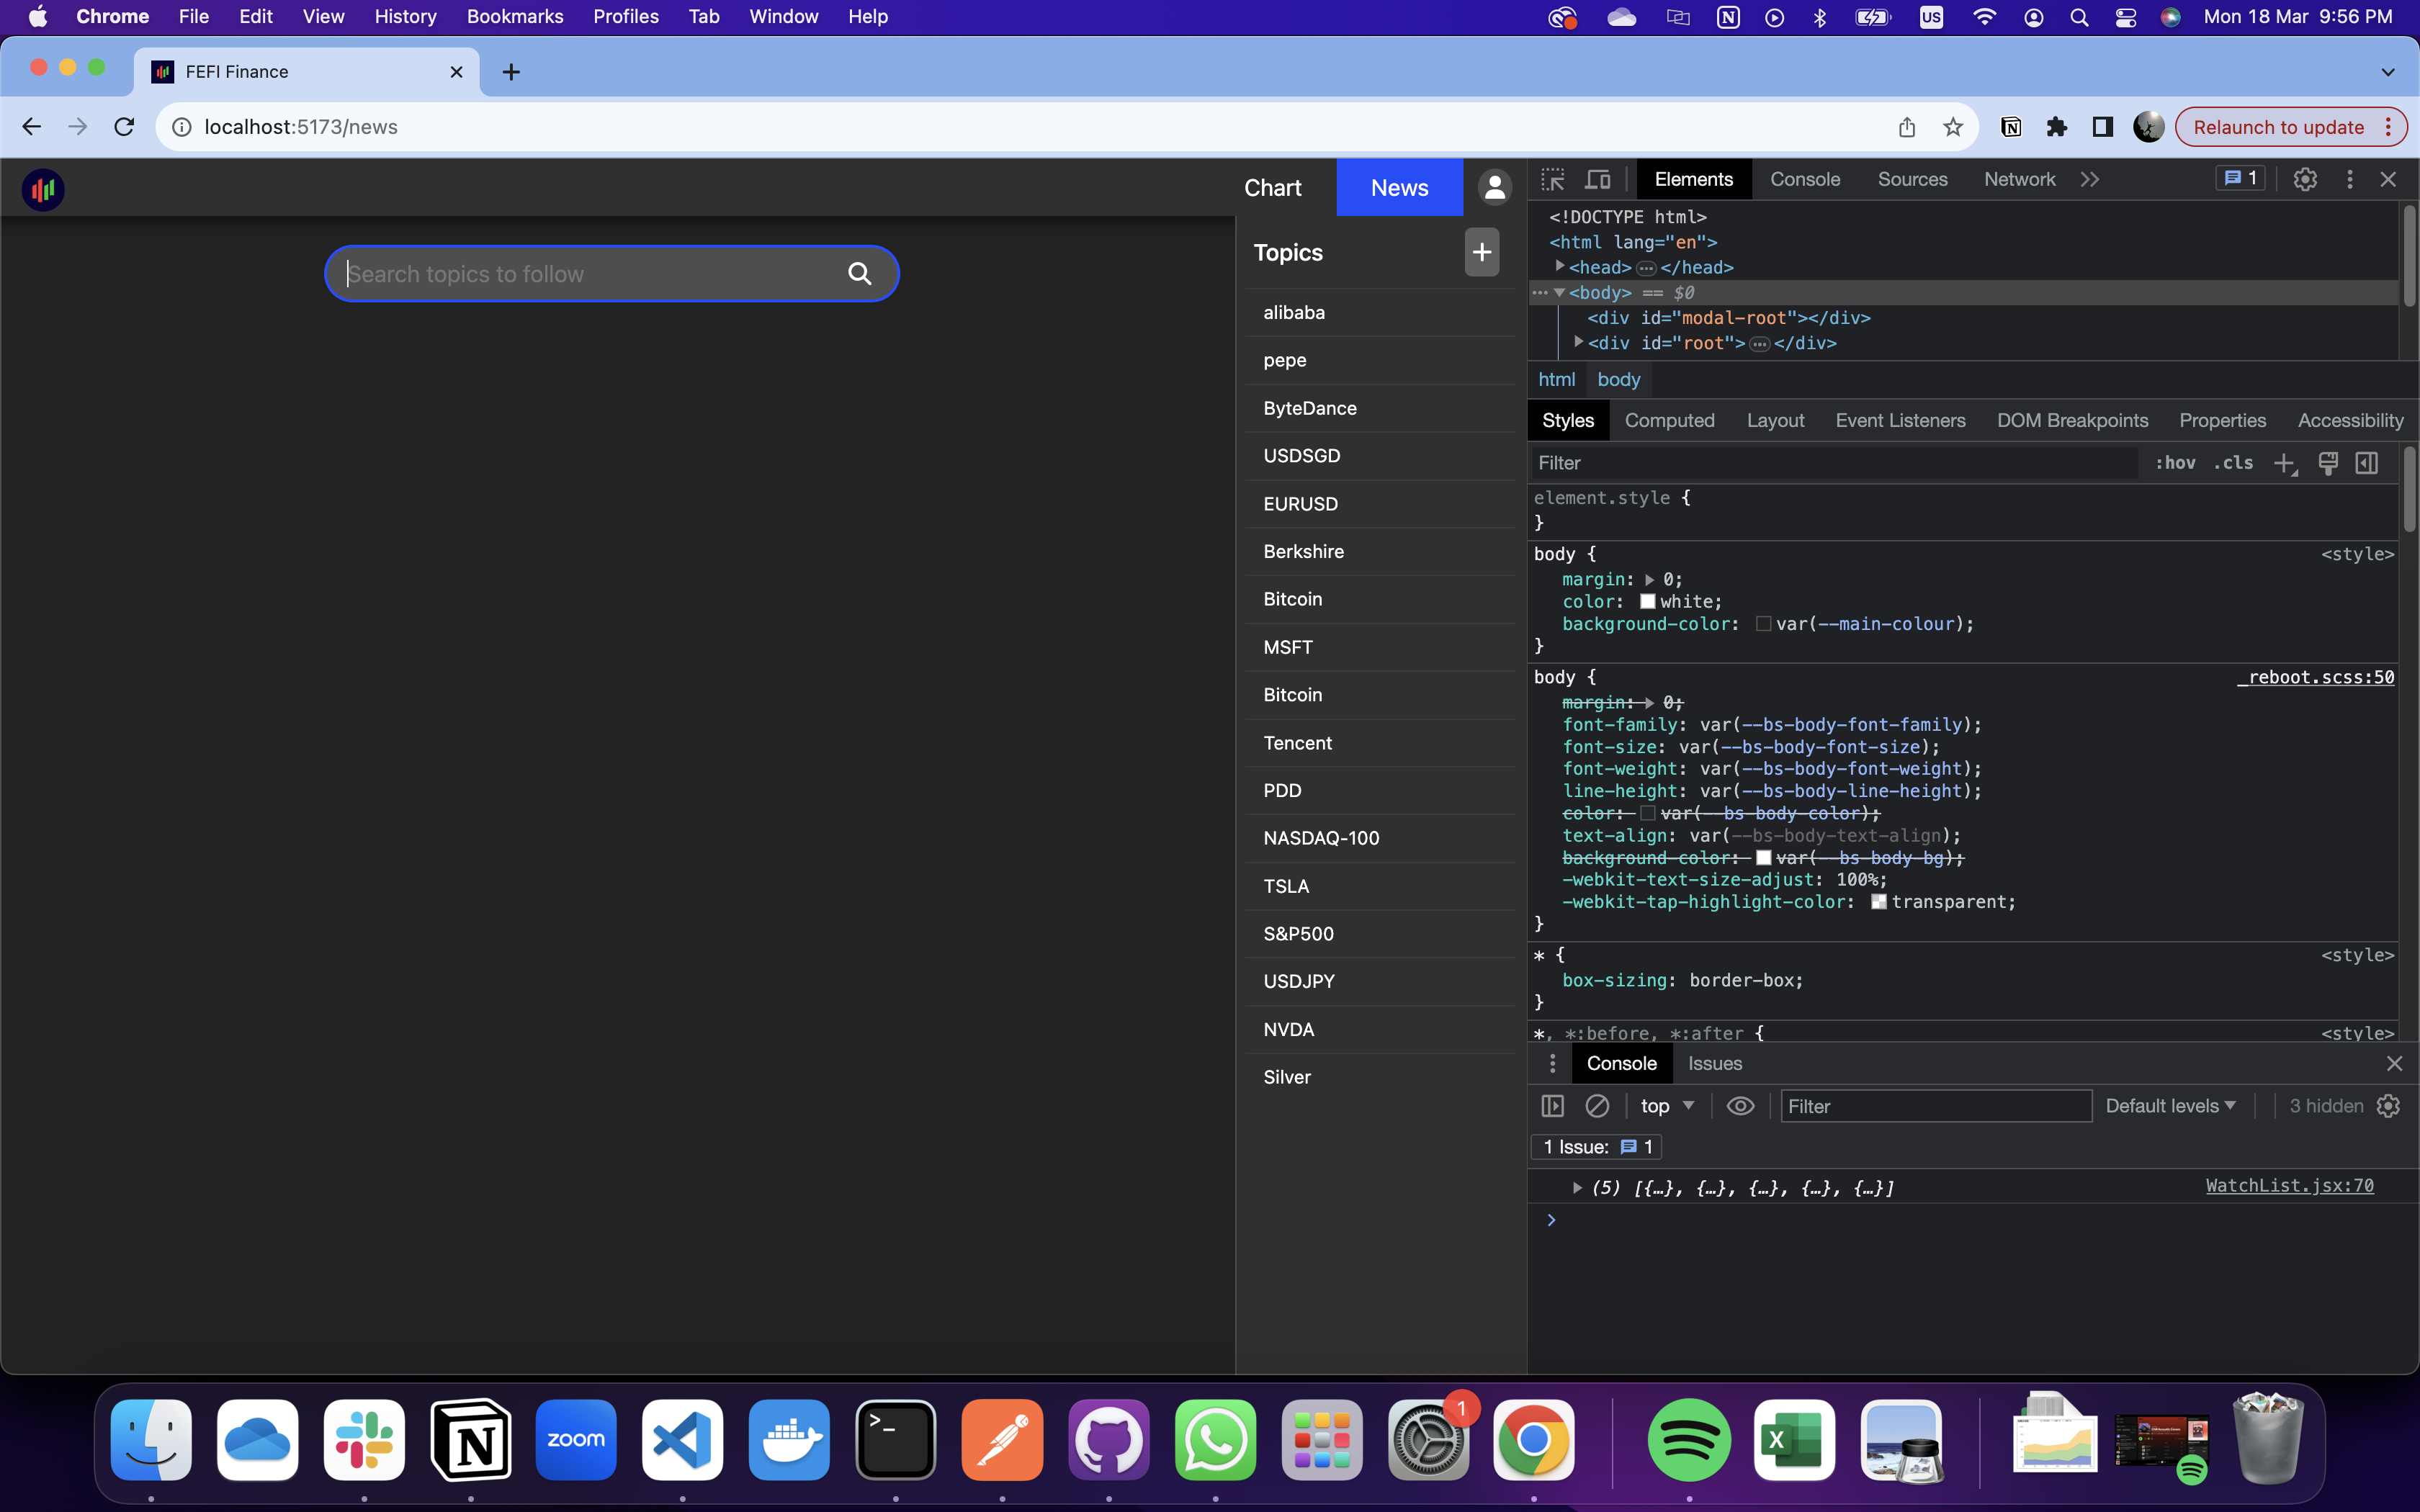 Chrome File Edit View History Bookmarks Profiles Tab Window Help US Mon 18 Mar 9:56 PM
FEFI Finance
localhost:5173/news Relaunch to update
Chart News
Search topics to follow
Topics
alibaba
pepe
ByteDance
USDSGD
EURUSD
Berkshire
Bitcoin
MSFT
Bitcoin
Tencent
PDD
NASDAQ-100
TSLA
S&P500
USDJPY
NVDA
Silver
Elements Console Sources Network 1
<!DOCTYPE html>
<html lang="en">
<head> … </head>
<body> == $0
<div id="modal-root"></div>
<div id="root"> … </div>
html body
Styles Computed Layout Event Listeners DOM Breakpoints Properties Accessibility
Filter :hov .cls
element.style {
}
body { <style>
margin: 0;
color: white;
background-color: var(--main-colour);
}
body { _reboot.scss:50
margin: 0;
font-family: var(--bs-body-font-family);
font-size: var(--bs-body-font-size);
font-weight: var(--bs-body-font-weight);
line-height: var(--bs-body-line-height);
color: var(--bs-body-color);
text-align: var(--bs-body-text-align);
background-color: var(--bs-body-bg);
-webkit-text-size-adjust: 100%;
-webkit-tap-highlight-color: transparent;
}
* { <style>
box-sizing: border-box;
}
*, *:before, *:after { <style>
Console Issues
top Filter Default levels 3 hidden
1 Issue: 1
(5) [{…}, {…}, {…}, {…}, {…}] WatchList.jsx:70
zoom
1